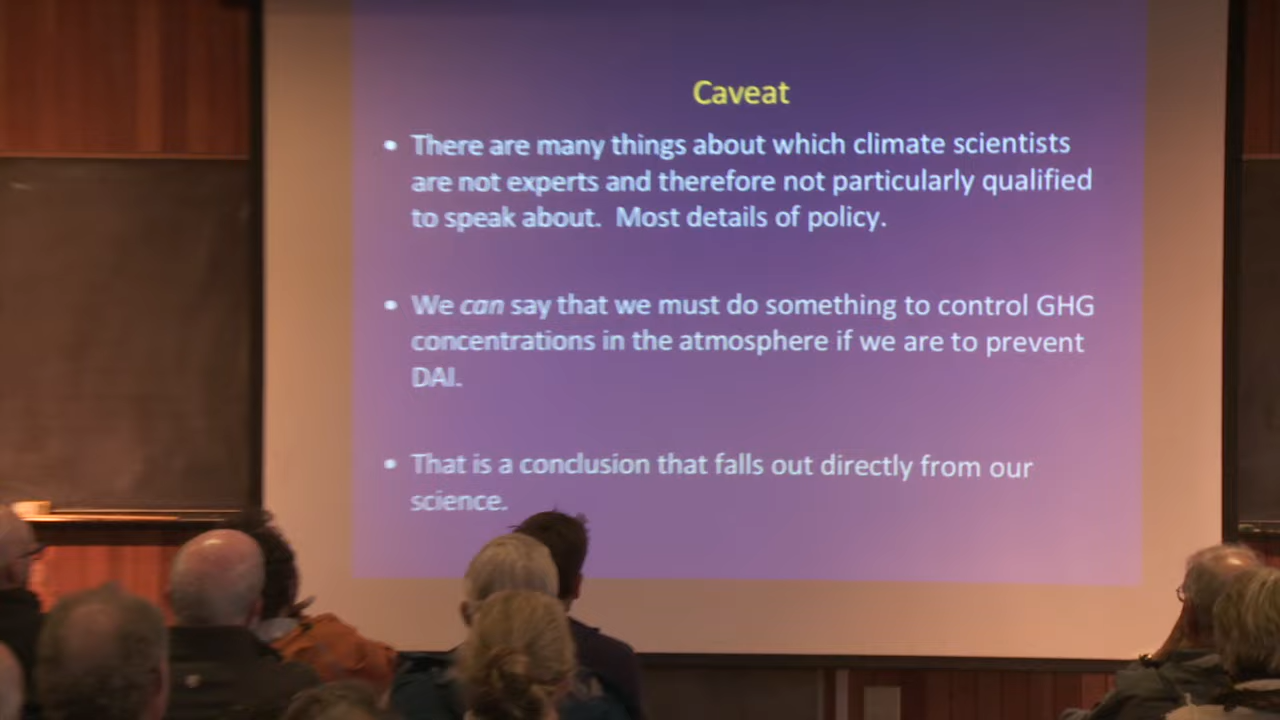 Caveat
• There are many things about which climate scientists
are not experts and therefore not particularly qualified
to speak about. Most details of policy.
• We can say that we must do something to control GHG
concentrations in the atmosphere if we are to prevent
DAI.
• That is a conclusion that falls out directly from our
science.